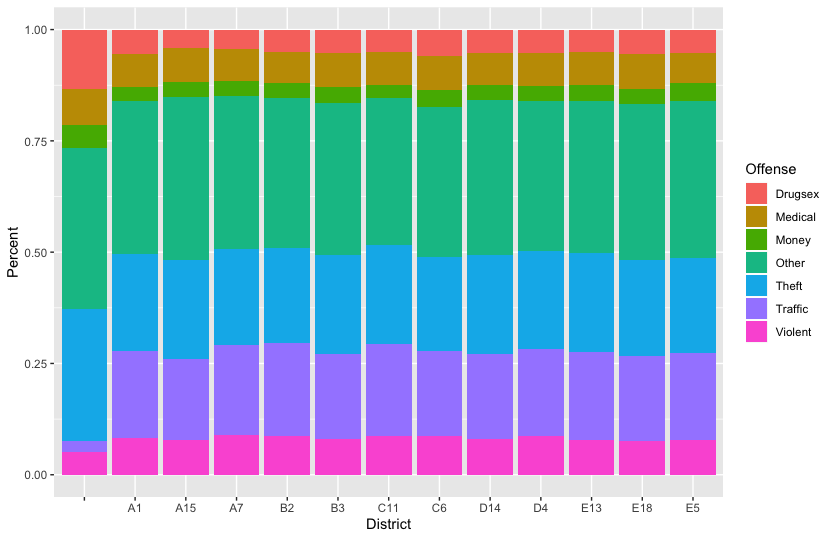 1.00
0.75
0.50
0.25
0.00
Percent
A1 A15 A7 B2 B3 C11 C6 D14 D4 E13 E18 E5
District
Offense
Drugsex
Medical
Money
Other
Theft
Traffic
Violent